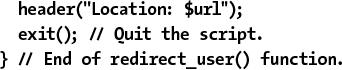 header("Location: $url");
exit(); // Quit the script.
} // End of redirect_user() function.